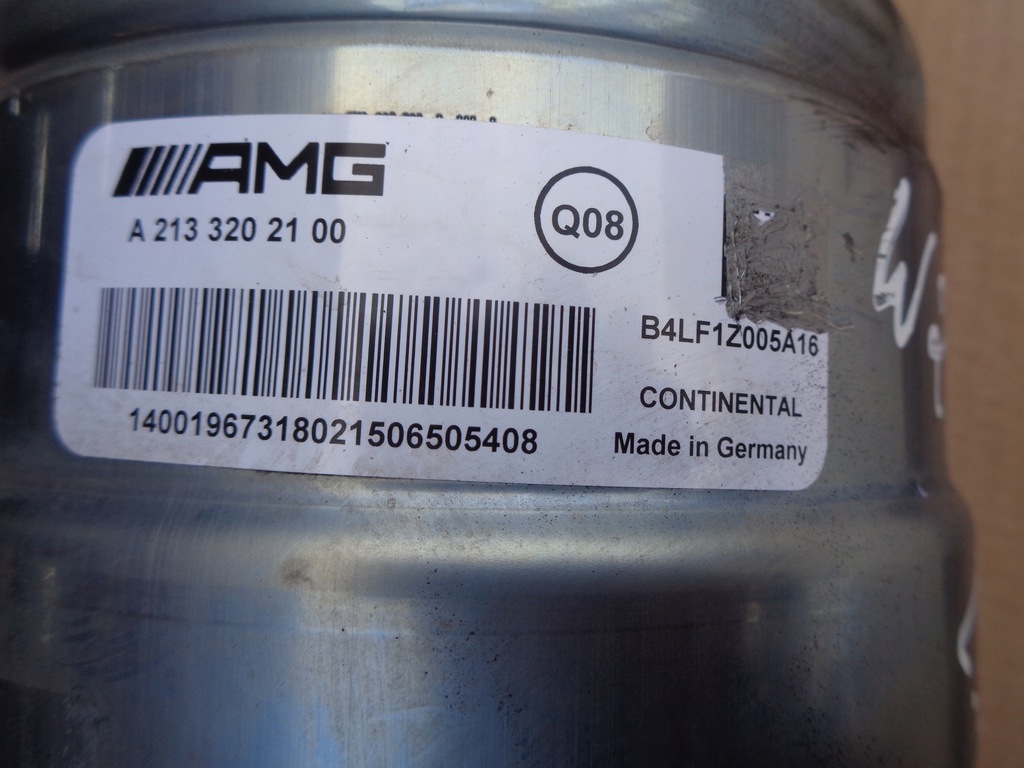 AMG
A 213 320 21 00
Q08
B4LF1Z005A16
CONTINENTAL
14001967318021506505408
Made in Germany
W